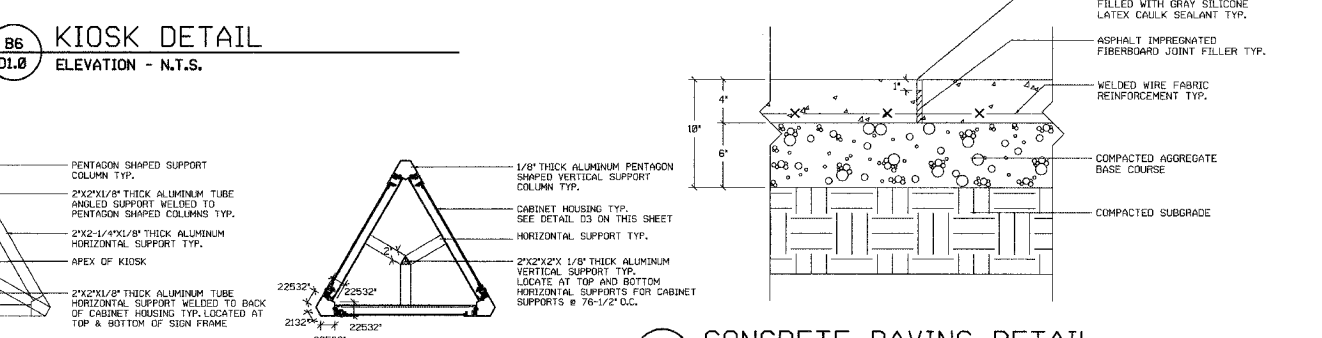 B6
D1.0
KIOSK DETAIL
ELEVATION - N.T.S.
PENTAGON SHAPED SUPPORT
COLUMN TYP.
2"X2"X1/8" THICK ALUMINUM TUBE
ANGLED SUPPORT WELDED TO
PENTAGON SHAPED COLUMNS TYP.
2"X2-1/4"X1/8" THICK ALUMINUM
HORIZONTAL SUPPORT TYP.
APEX OF KIOSK
2"X2"X1/8" THICK ALUMINUM TUBE
HORIZONTAL SUPPORT WELDED TO BACK
OF CABINET HOUSING TYP. LOCATED AT
TOP & BOTTOM OF SIGN FRAME
2"
22532"
22532"
2132"
22532"
1/8" THICK ALUMINUM PENTAGON
SHAPED VERTICAL SUPPORT
COLUMN TYP.
CABINET HOUSING TYP.
SEE DETAIL D3 ON THIS SHEET
HORIZONTAL SUPPORT TYP.
2"X2"X2"X 1/8" THICK ALUMINUM
VERTICAL SUPPORT TYP.
LOCATE AT TOP AND BOTTOM
HORIZONTAL SUPPORTS FOR CABINET
SUPPORTS @ 76-1/2" O.C.
FILLED WITH GRAY SILICONE
LATEX CAULK SEALANT TYP.
ASPHALT IMPREGNATED
FIBERBOARD JOINT FILLER TYP.
WELDED WIRE FABRIC
REINFORCEMENT TYP.
COMPACTED AGGREGATE
BASE COURSE
COMPACTED SUBGRADE
1"
4"
10"
6"
CONCRETE PAVING DETAIL